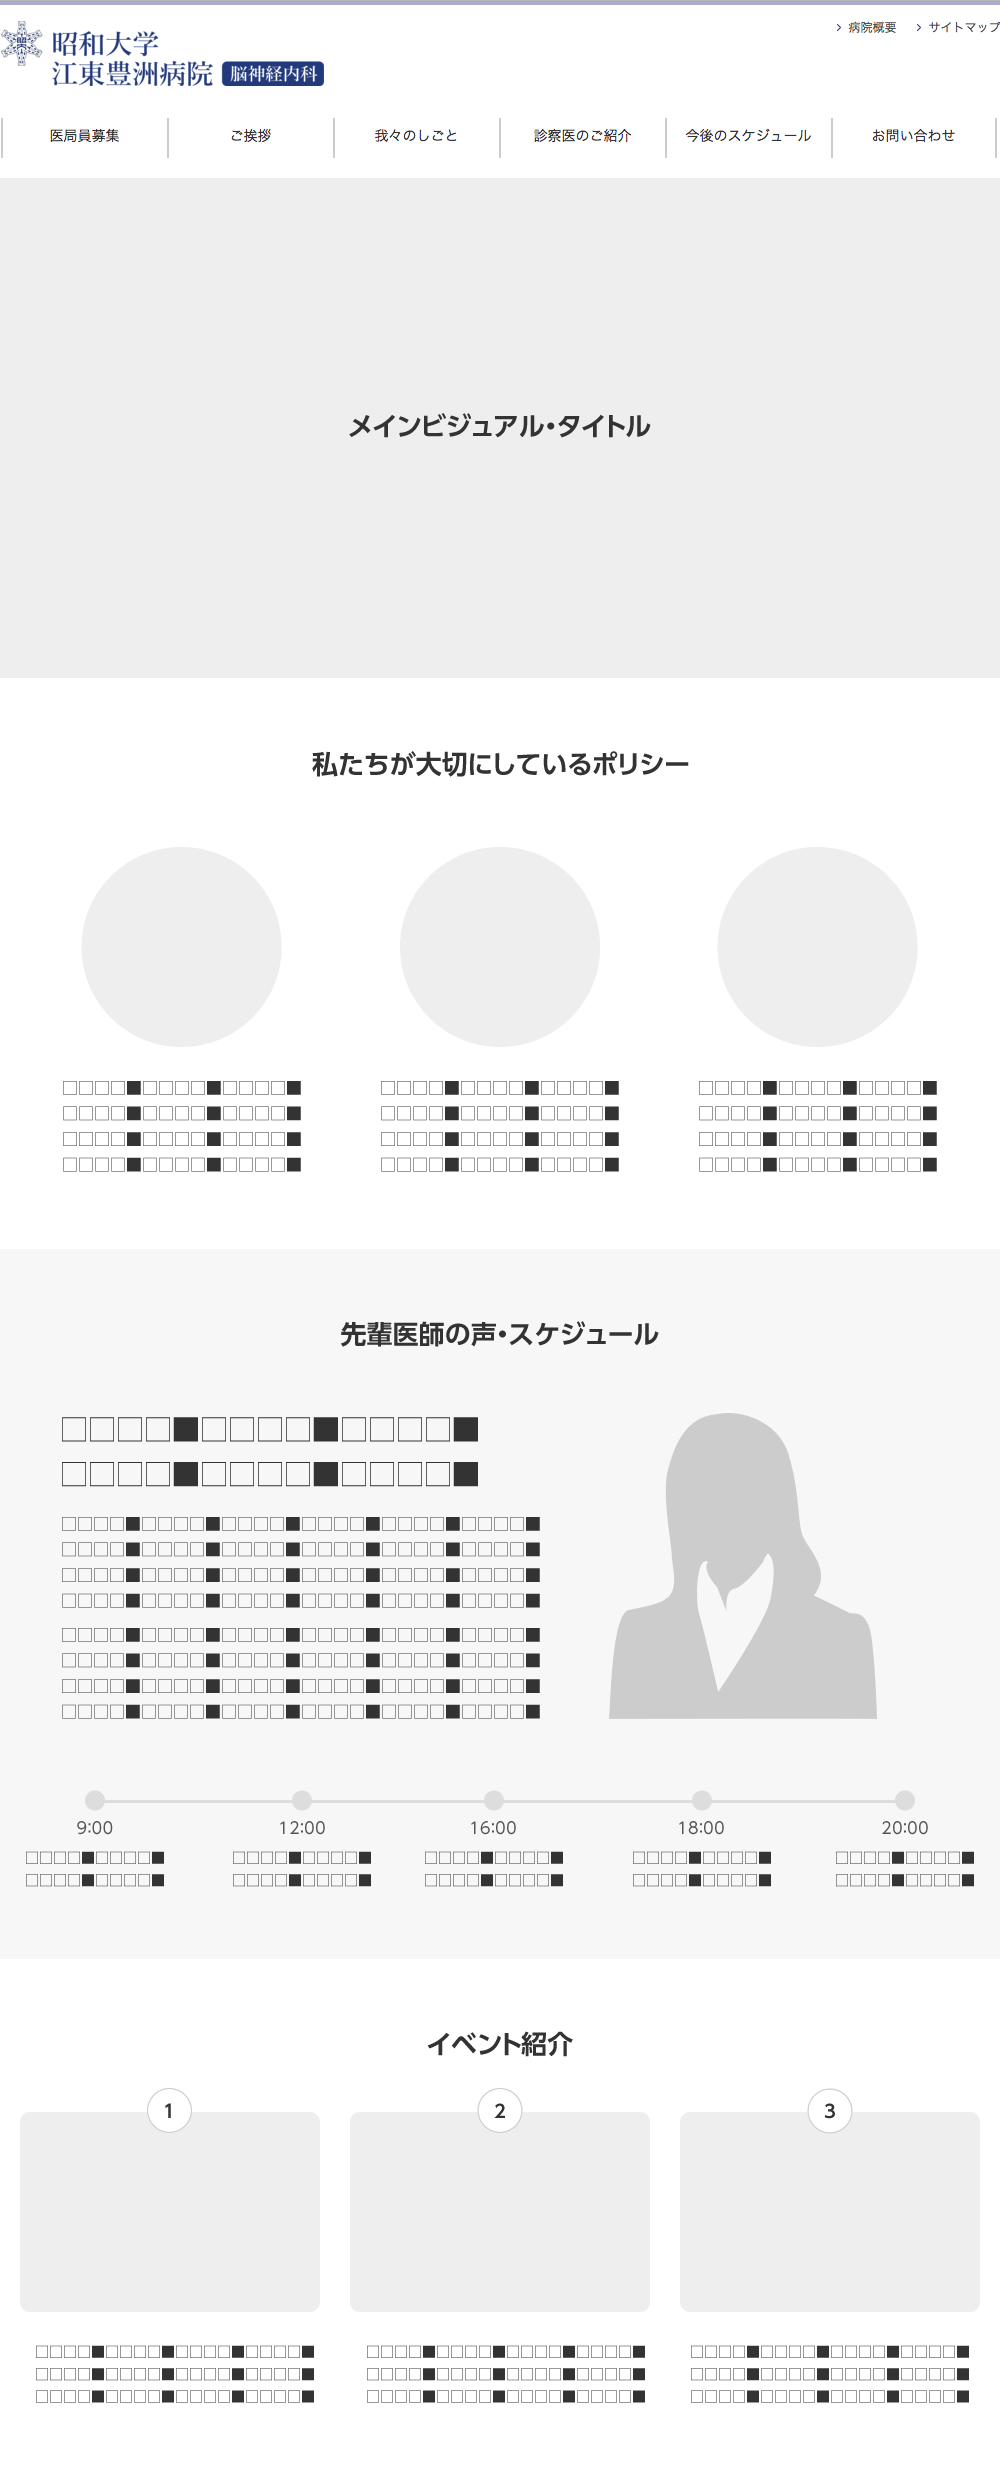 病院概要 サイトマップ
昭和大学
江東豊洲病院 脳神経内科
医局員募集 ご挨拶 我々のしごと 診察医のご紹介 今後のスケジュール お問い合わせ
メインビジュアル・タイトル
私たちが大切にしているポリシー
□□□□■□□□□■□□□□■ □□□□■□□□□■□□□□■ □□□□■□□□□■□□□□■
□□□□■□□□□■□□□□■ □□□□■□□□□■□□□□■ □□□□■□□□□■□□□□■
□□□□■□□□□■□□□□■ □□□□■□□□□■□□□□■ □□□□■□□□□■□□□□■
□□□□■□□□□■□□□□■ □□□□■□□□□■□□□□■ □□□□■□□□□■□□□□■
先輩医師の声・スケジュール
□□□□■□□□□■□□□□■
□□□□■□□□□■□□□□■
□□□□■□□□□■□□□□■□□□□■□□□□■□□□□■
□□□□■□□□□■□□□□■□□□□■□□□□■□□□□■
□□□□■□□□□■□□□□■□□□□■□□□□■□□□□■
□□□□■□□□□■□□□□■□□□□■□□□□■□□□□■
□□□□■□□□□■□□□□■□□□□■□□□□■□□□□■
□□□□■□□□□■□□□□■□□□□■□□□□■□□□□■
□□□□■□□□□■□□□□■□□□□■□□□□■□□□□■
□□□□■□□□□■□□□□■□□□□■□□□□■□□□□■
9:00 12:00 16:00 18:00 20:00
□□□□■□□□□■ □□□□■□□□□■ □□□□■□□□□■ □□□□■□□□□■ □□□□■□□□□■
□□□□■□□□□■ □□□□■□□□□■ □□□□■□□□□■ □□□□■□□□□■ □□□□■□□□□■
イベント紹介
1 2 3
□□□□■□□□□■□□□□■□□□□■ □□□□■□□□□■□□□□■□□□□■ □□□□■□□□□■□□□□■□□□□■
□□□□■□□□□■□□□□■□□□□■ □□□□■□□□□■□□□□■□□□□■ □□□□■□□□□■□□□□■□□□□■
□□□□■□□□□■□□□□■□□□□■ □□□□■□□□□■□□□□■□□□□■ □□□□■□□□□■□□□□■□□□□■